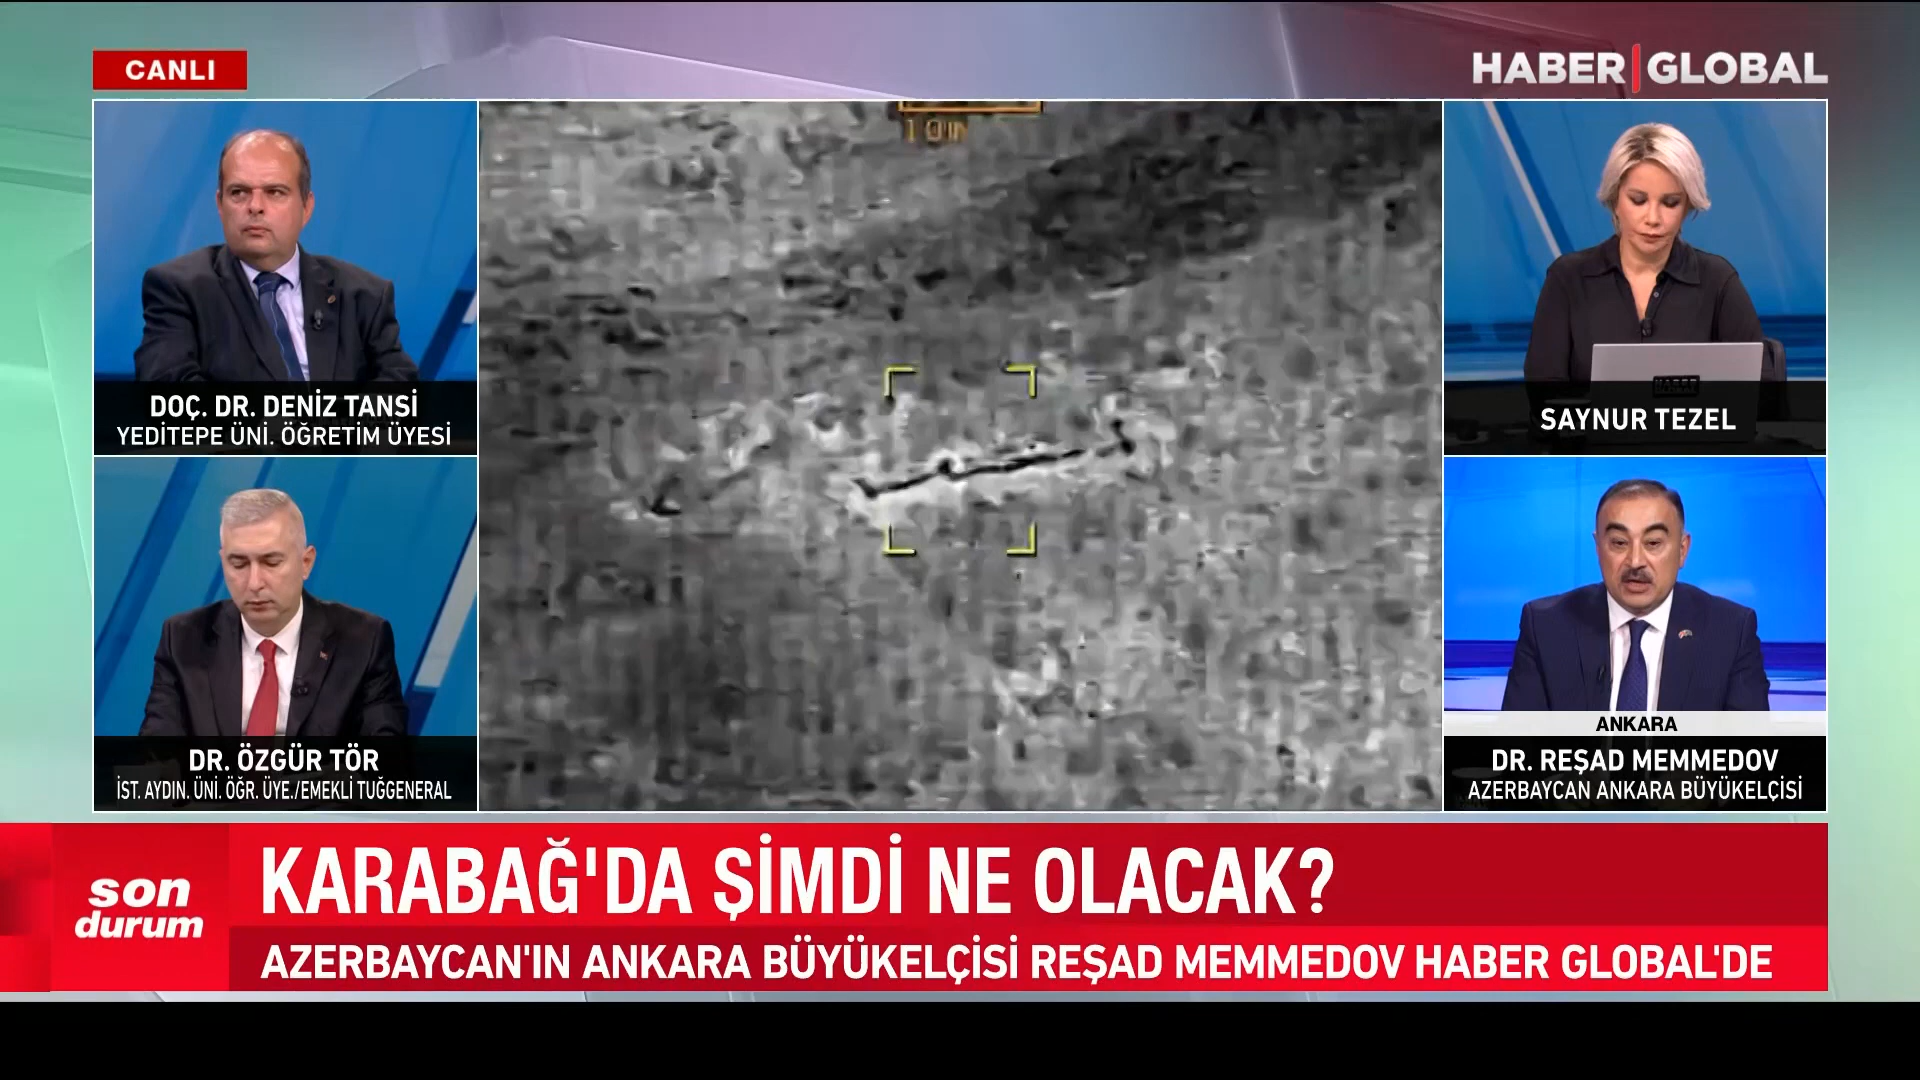 CANLI
HABER|GLOBAL
10 IN
DOÇ. DR. DENİZ TANSİ
YEDİTEPE ÜNİ. ÖĞRETİM ÜYESİ
SAYNUR TEZEL
DR. ÖZGÜR TÖR
İST. AYDIN. ÜNİ. ÖĞR. ÜYE./EMEKLİ TUĞGENERAL
ANKARA
DR. REŞAD MEMMEDOV
AZERBAYCAN ANKARA BÜYÜKELÇİSİ
son
durum
KARABAĞ'DA ŞİMDİ NE OLACAK?
AZERBAYCAN'IN ANKARA BÜYÜKELÇİSİ REŞAD MEMMEDOV HABER GLOBAL'DE